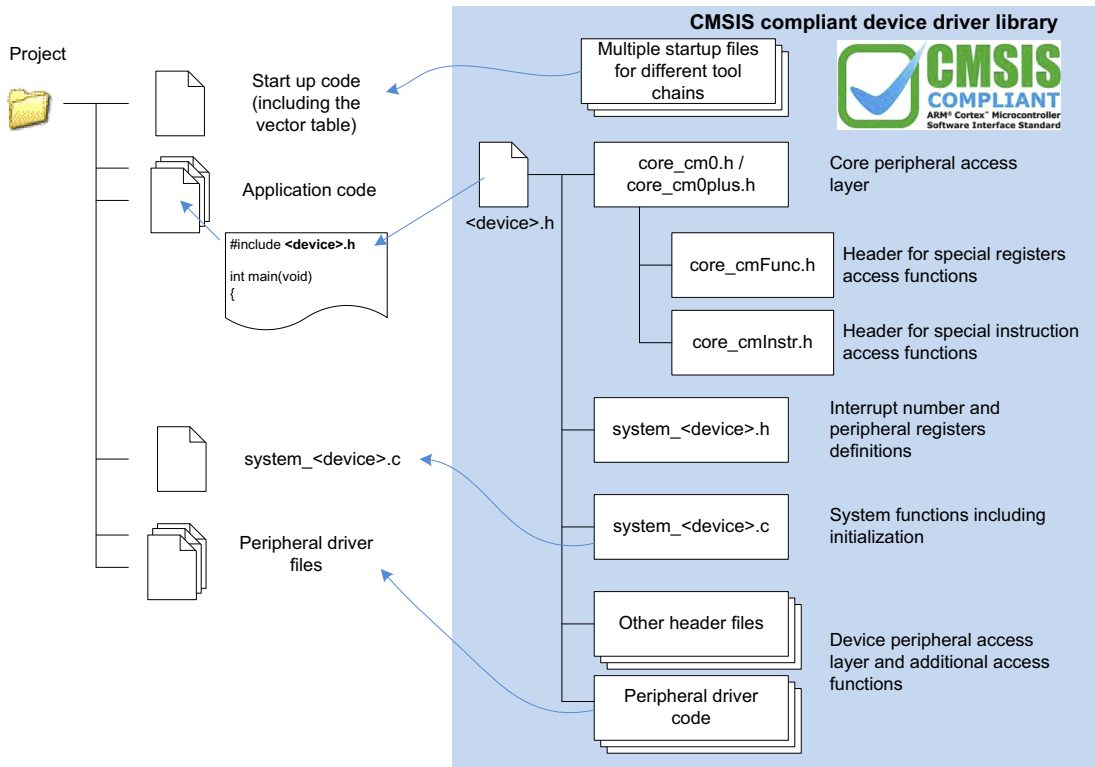 CMSIS compliant device driver library
Project
Start up code
(including the
vector table)
Multiple startup files
for different tool
chains
CMSIS
COMPLIANT
ARM® Cortex™ Microcontroller
Software Interface Standard
Application code
#include <device>.h
int main(void)
{
<device>.h
core_cm0.h /
core_cm0plus.h
Core peripheral access
layer
core_cmFunc.h
Header for special registers
access functions
core_cmInstr.h
Header for special instruction
access functions
system_<device>.h
Interrupt number and
peripheral registers
definitions
system_<device>.c
system_<device>.c
System functions including
initialization
Peripheral driver
files
Other header files
Device peripheral access
layer and additional access
functions
Peripheral driver
code